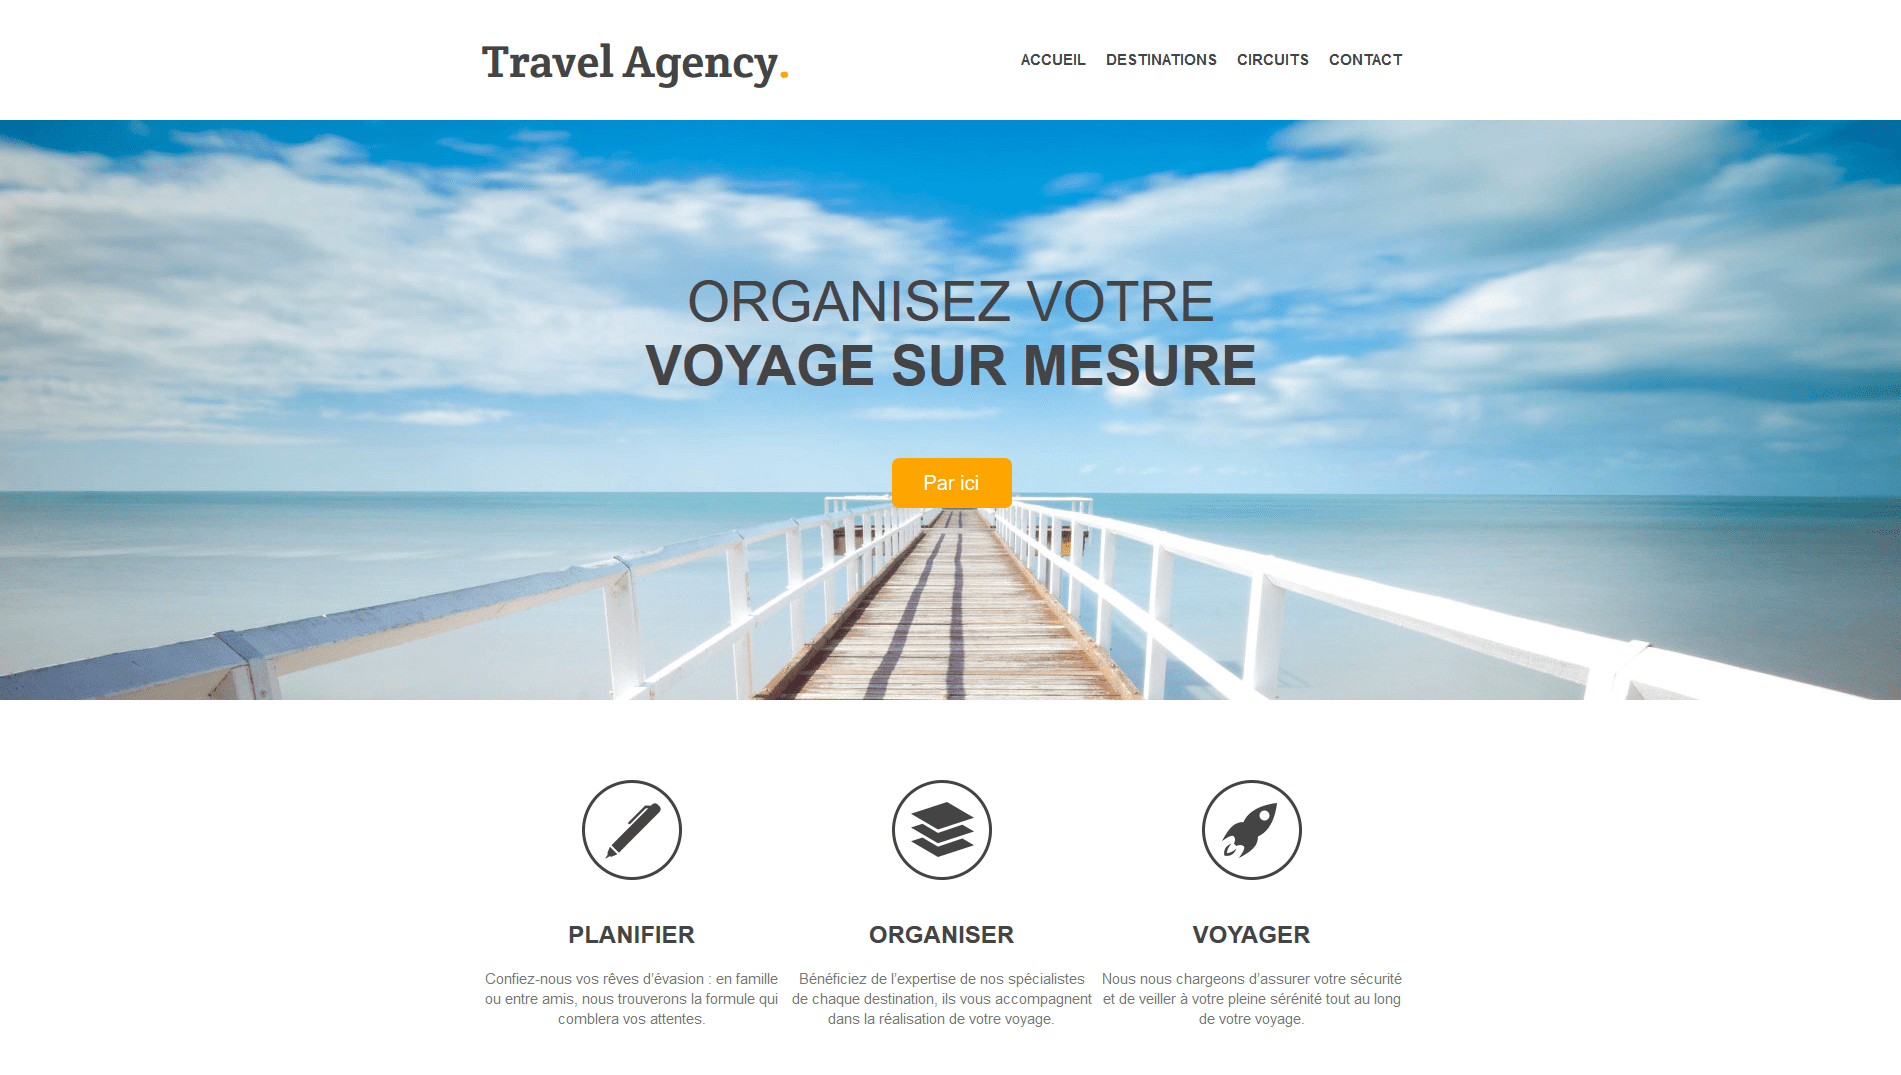 Travel Agency.
ACCUEIL DESTINATIONS CIRCUITS CONTACT
ORGANISEZ VOTRE
VOYAGE SUR MESURE
Par ici
PLANIFIER
Confiez-nous vos rêves d’évasion : en famille
ou entre amis, nous trouverons la formule qui
comblera vos attentes.
ORGANISER
Bénéficiez de l’expertise de nos spécialistes
de chaque destination, ils vous accompagnent
dans la réalisation de votre voyage.
VOYAGER
Nous nous chargeons d’assurer votre sécurité
et de veiller à votre pleine sérénité tout au long
de votre voyage.